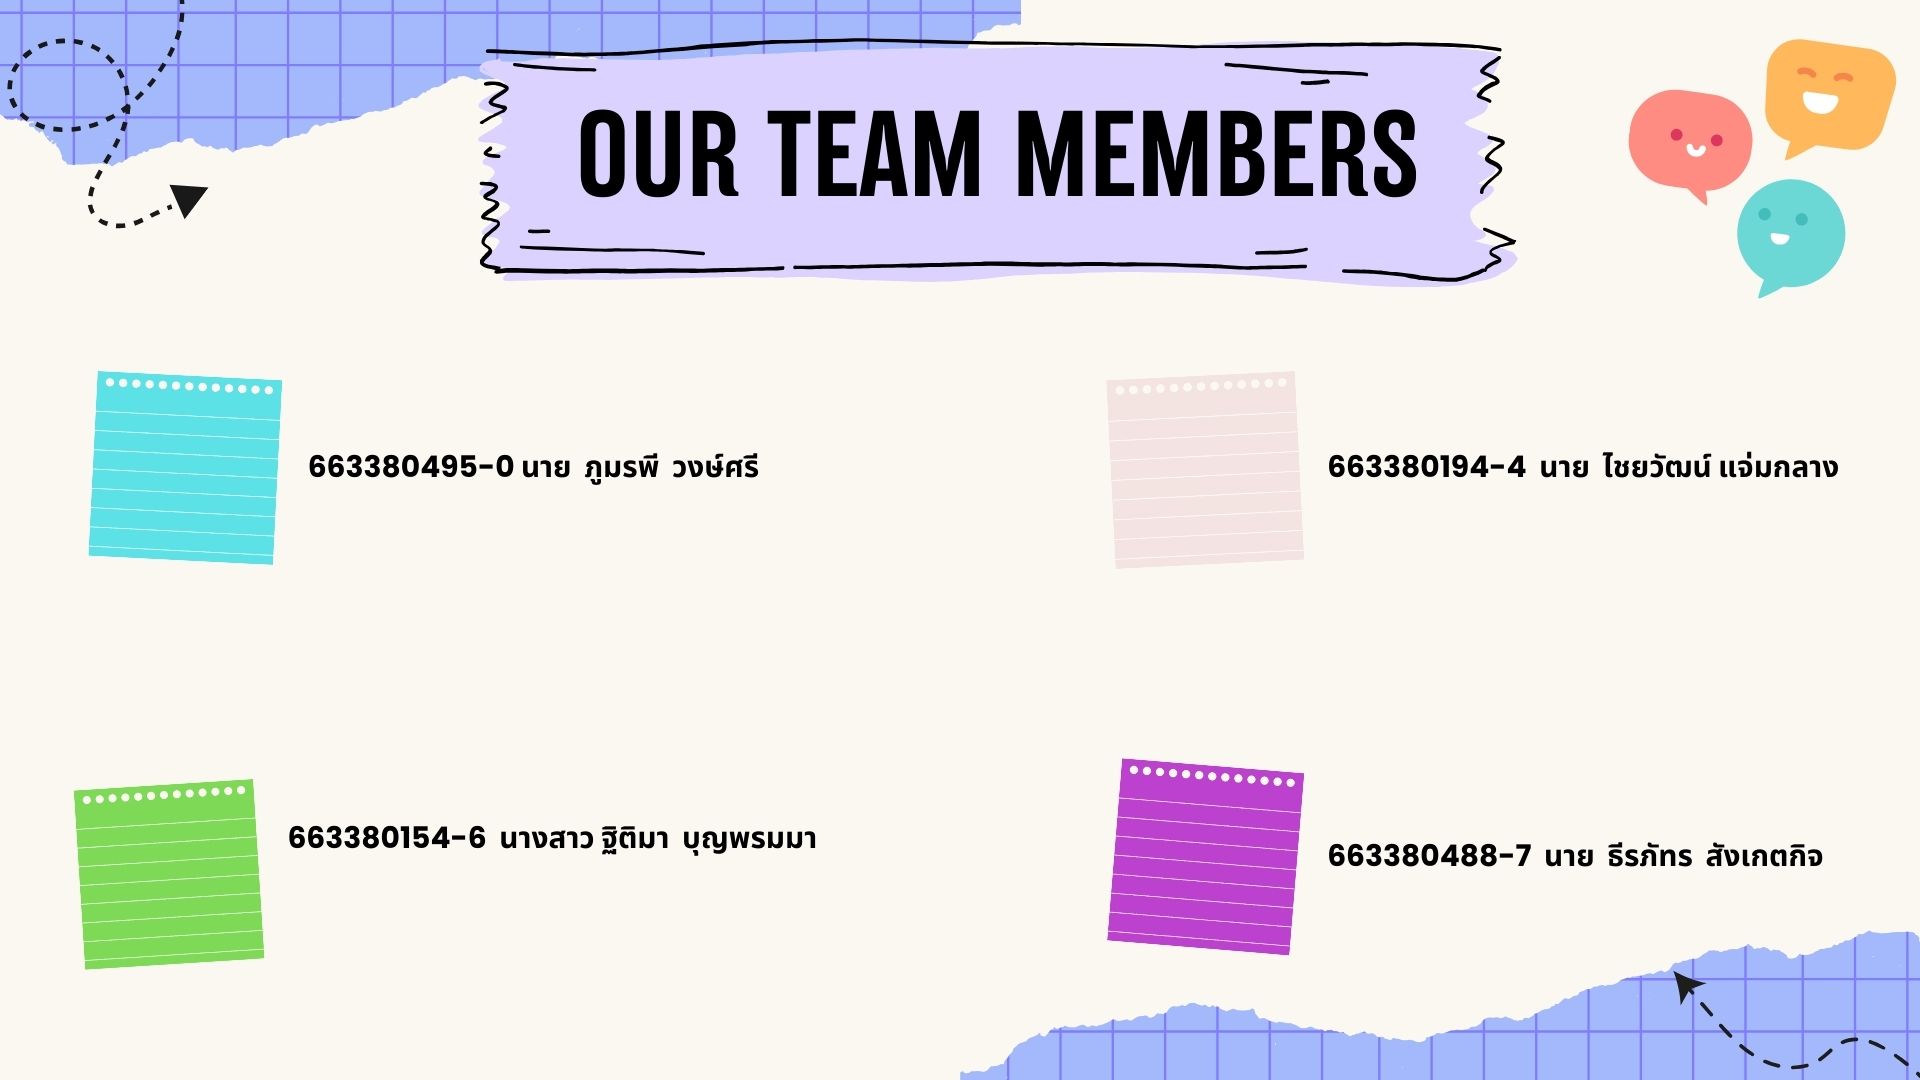 OUR TEAM MEMBERS
663380495-0 นาย ภูมรพี วงษ์ศรี
663380194-4 นาย ไชยวัฒน์ แจ่มกลาง
663380154-6 นางสาว ฐิติมา บุญพรมมา
663380488-7 นาย ธีรภัทร สังเกตกิจ